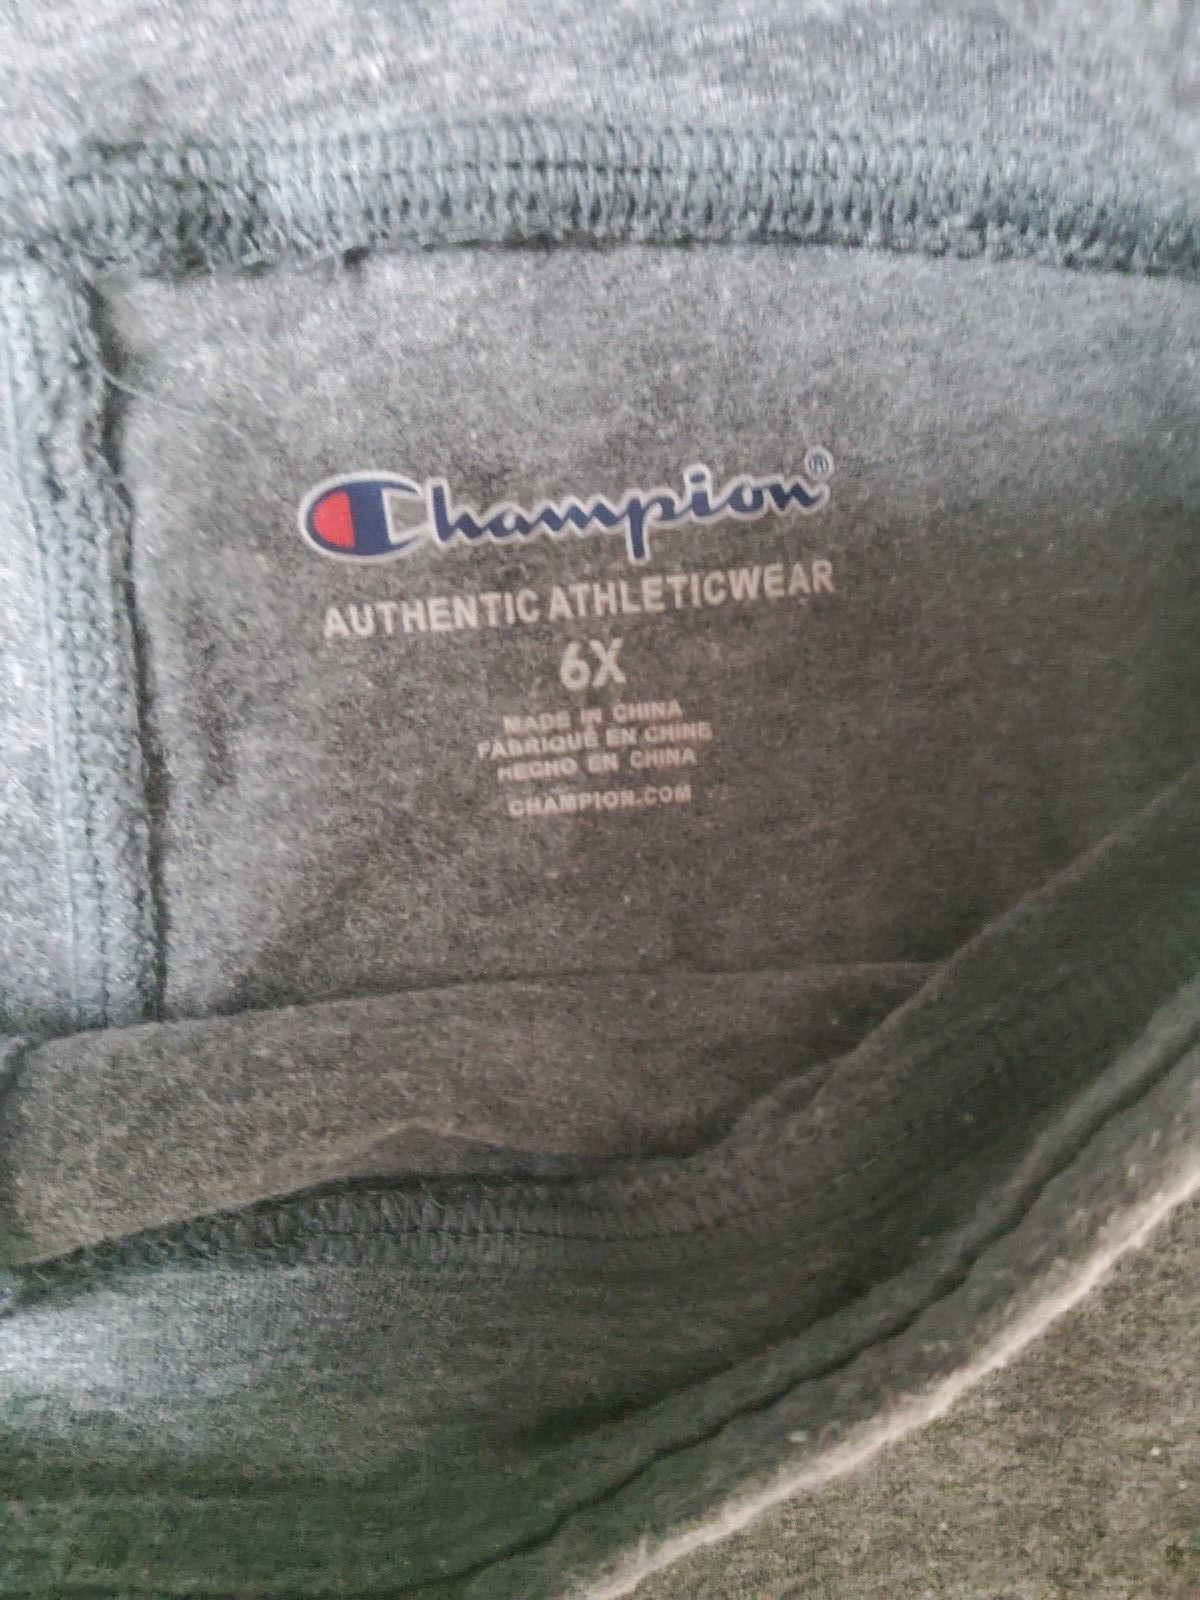 Champion®
AUTHENTIC ATHLETICWEAR
6X
MADE IN CHINA
FABRIQUÉ EN CHINE
HECHO EN CHINA
CHAMPION.COM